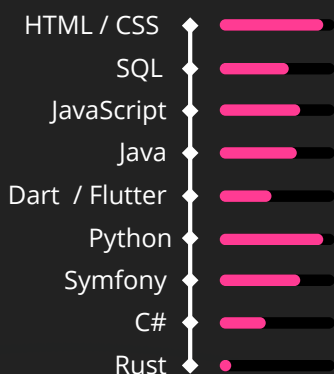 HTML / CSS
SQL
JavaScript
Java
Dart / Flutter
Python
Symfony
C#
Rust